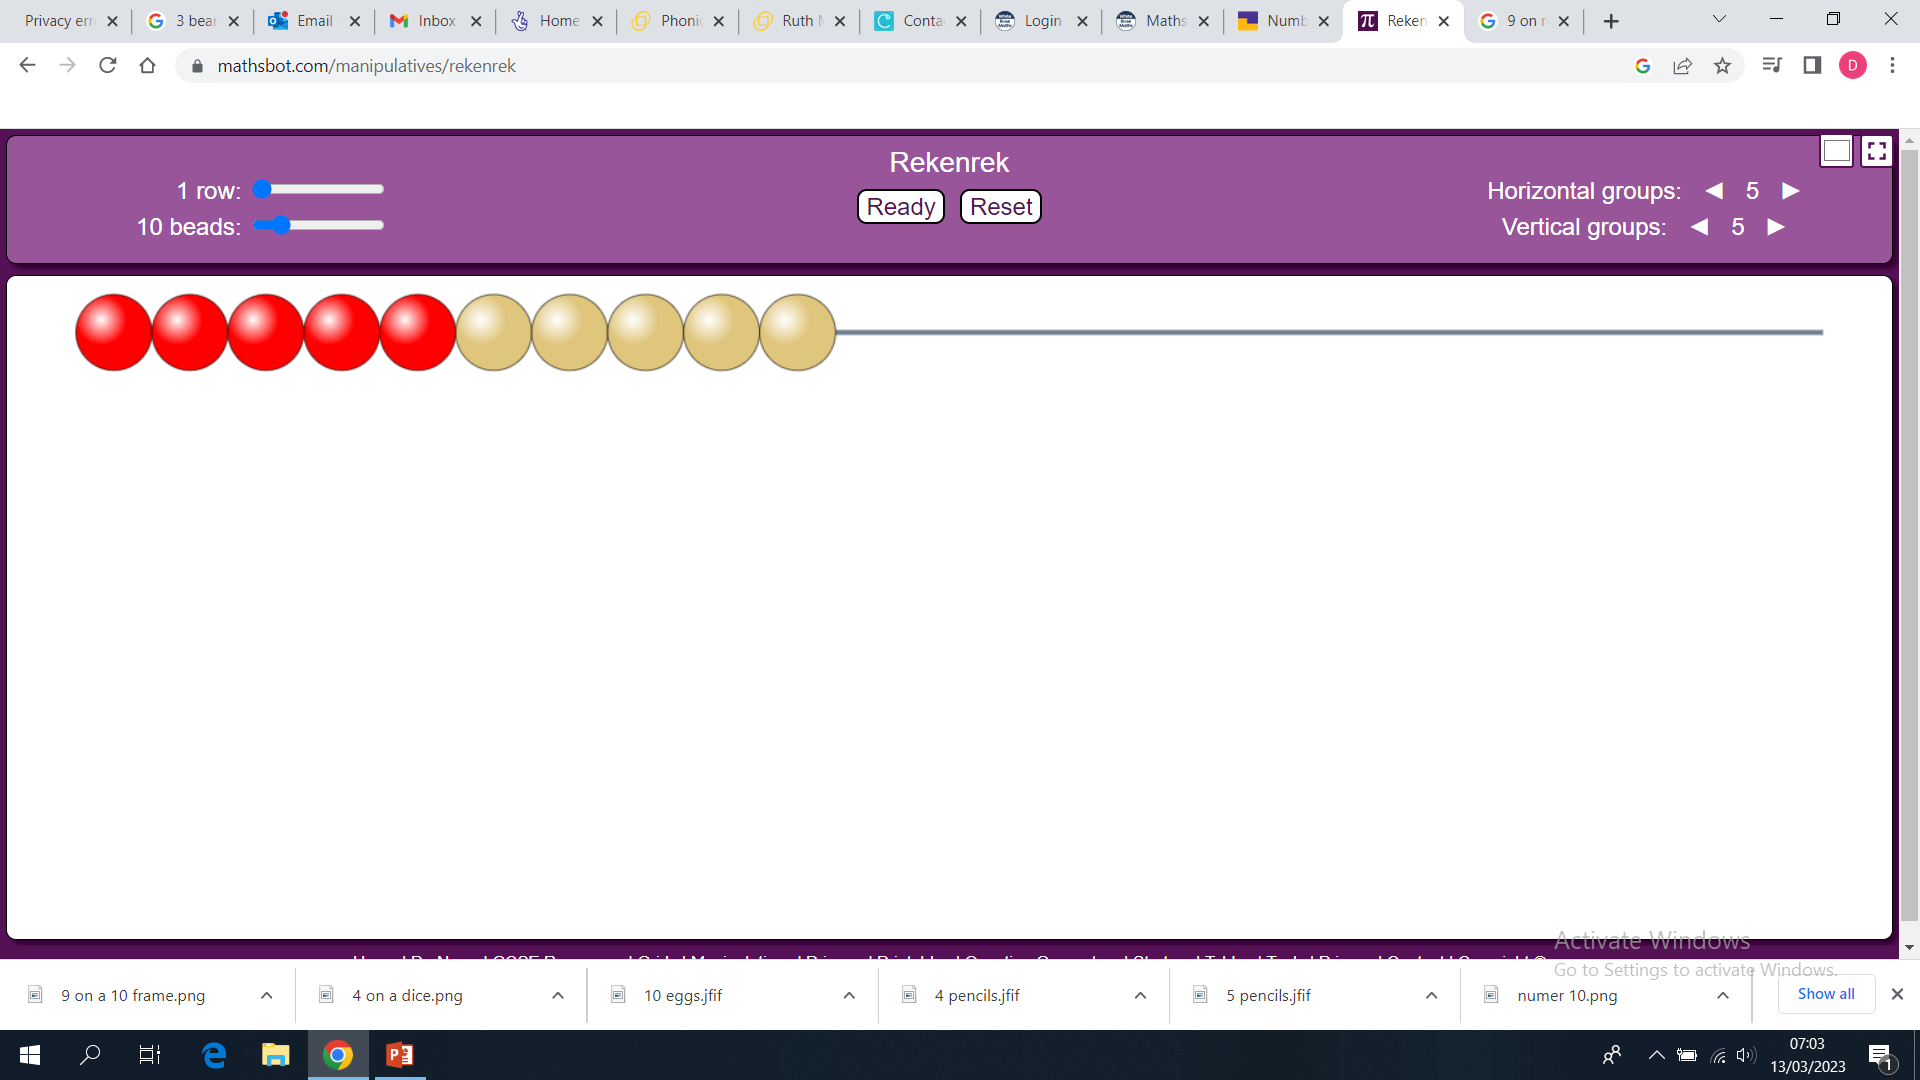 Privacy err
3 bear
Email
Inbox
Home
Phonic
Ruth M
Contac
Login
Maths
Numb
Reken
9 on r
mathsbot.com/manipulatives/rekenrek
D
Rekenrek
1 row:
10 beads:
Ready Reset
Horizontal groups: 5
Vertical groups: 5
Activate Windows
Go to Settings to activate Windows.
9 on a 10 frame.png
4 on a dice.png
10 eggs.jfif
4 pencils.jfif
5 pencils.jfif
numer 10.png
Show all
07:03
13/03/2023
1